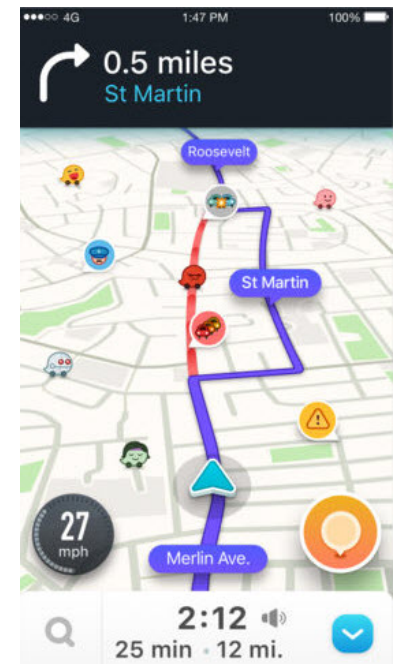 4G
1:47 PM
100%
0.5 miles
St Martin
Roosevelt
St Martin
27
mph
Merlin Ave.
2:12
25 min • 12 mi.